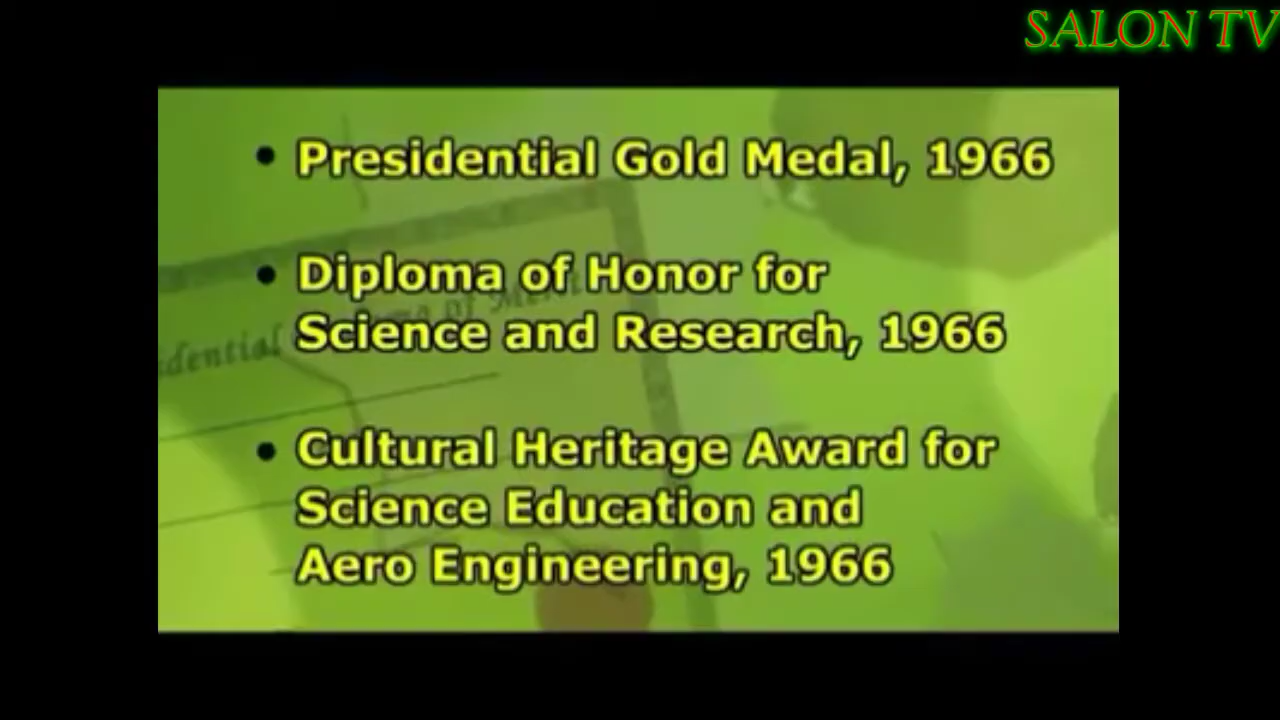 SALON TV
• Presidential Gold Medal, 1966
• Diploma of Honor for
Science and Research, 1966
• Cultural Heritage Award for
Science Education and
Aero Engineering, 1966